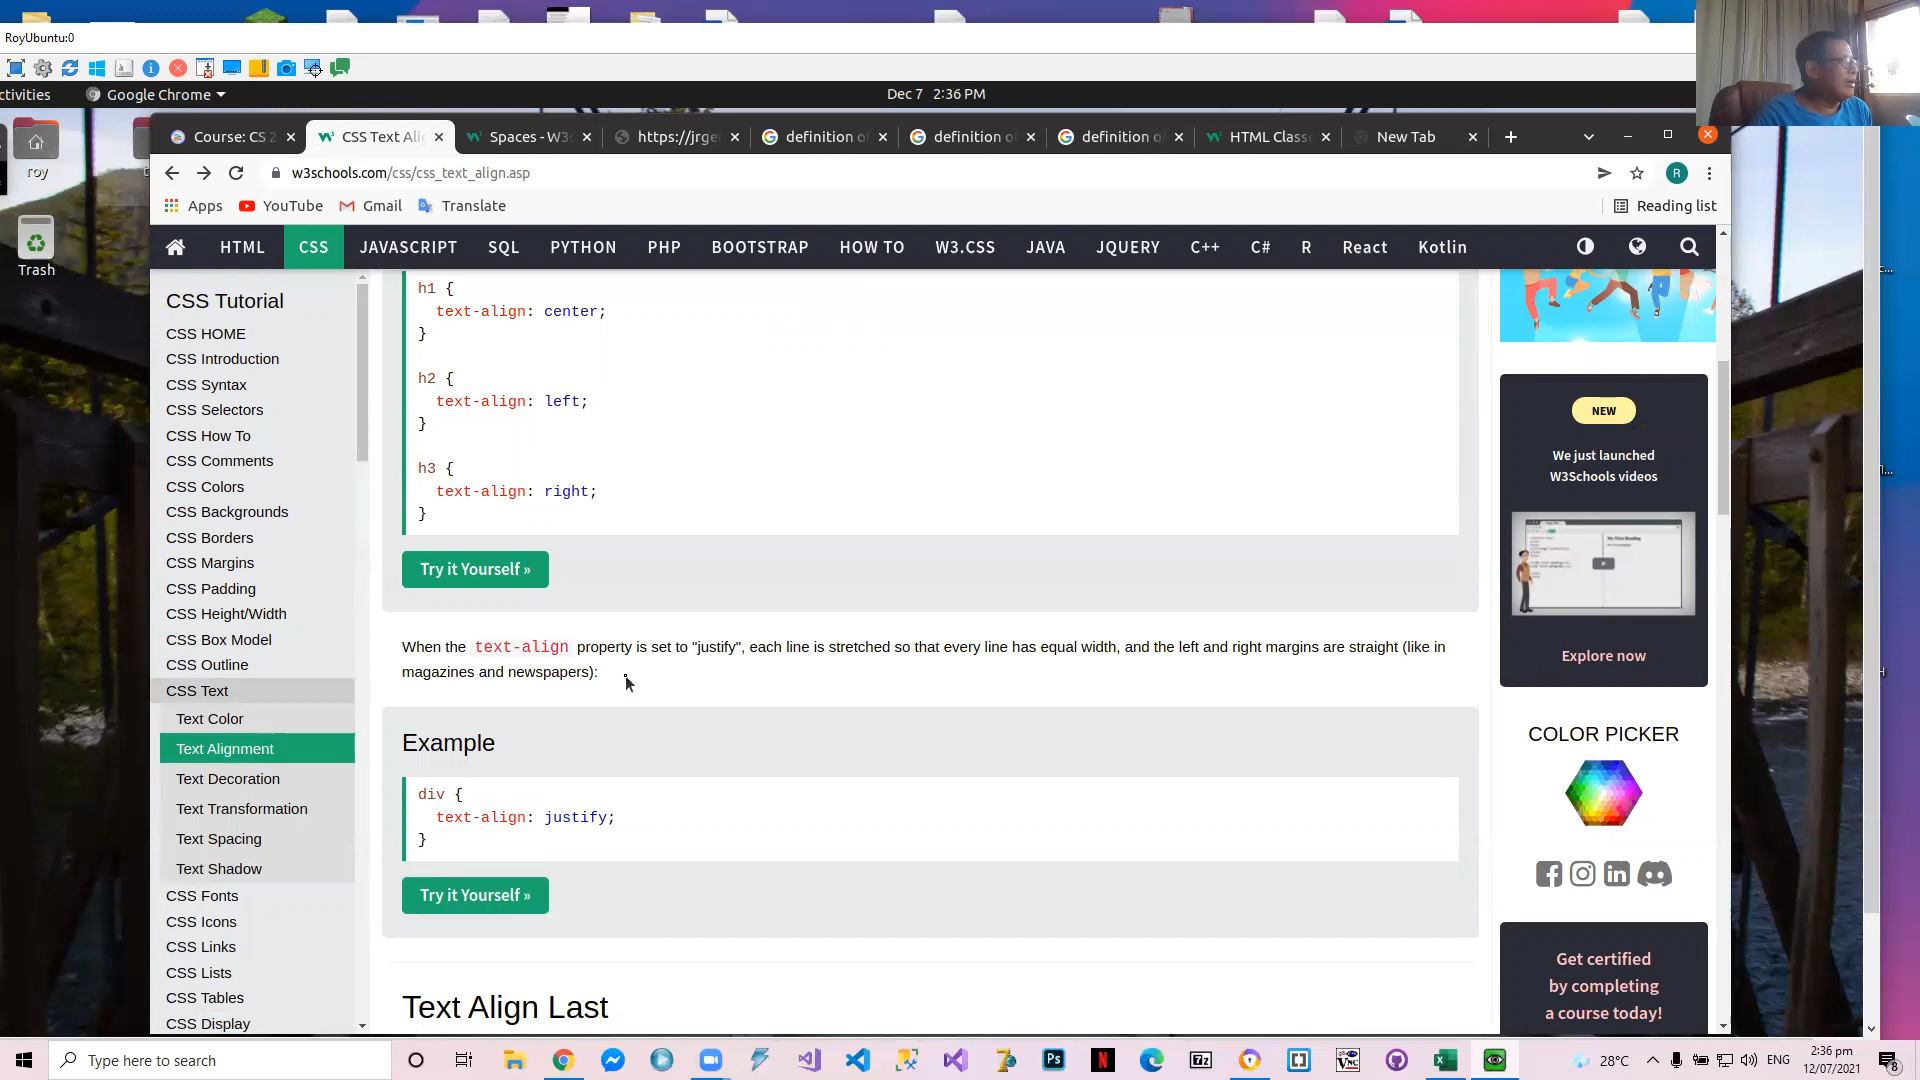 RoyUbuntu:0
ctivities
Google Chrome
Dec 7 2:36 PM
Course: CS 2
CSS Text Ali
Spaces - W3
https://jrge
definition of
definition o
definition o
HTML Classe
New Tab
w3schools.com/css/css_text_align.asp
R
Apps
YouTube
Gmail
Translate
Reading list
roy
Trash
HTML
CSS
JAVASCRIPT
SQL
PYTHON
PHP
BOOTSTRAP
HOW TO
W3.CSS
JAVA
JQUERY
C++
C#
R
React
Kotlin
CSS Tutorial
CSS HOME
CSS Introduction
CSS Syntax
CSS Selectors
CSS How To
CSS Comments
CSS Colors
CSS Backgrounds
CSS Borders
CSS Margins
CSS Padding
CSS Height/Width
CSS Box Model
CSS Outline
CSS Text
Text Color
Text Alignment
Text Decoration
Text Transformation
Text Spacing
Text Shadow
CSS Fonts
CSS Icons
CSS Links
CSS Lists
CSS Tables
CSS Display
h1 {
text-align: center;
}
h2 {
text-align: left;
}
h3 {
text-align: right;
}
Try it Yourself »
When the text-align property is set to "justify", each line is stretched so that every line has equal width, and the left and right margins are straight (like in
magazines and newspapers):
Example
div {
text-align: justify;
}
Try it Yourself »
Text Align Last
NEW
We just launched
W3Schools videos
Explore now
COLOR PICKER
Get certified
by completing
a course today!
Type here to search
Ps
N
7z
28°C
ENG
2:36 pm
12/07/2021
8